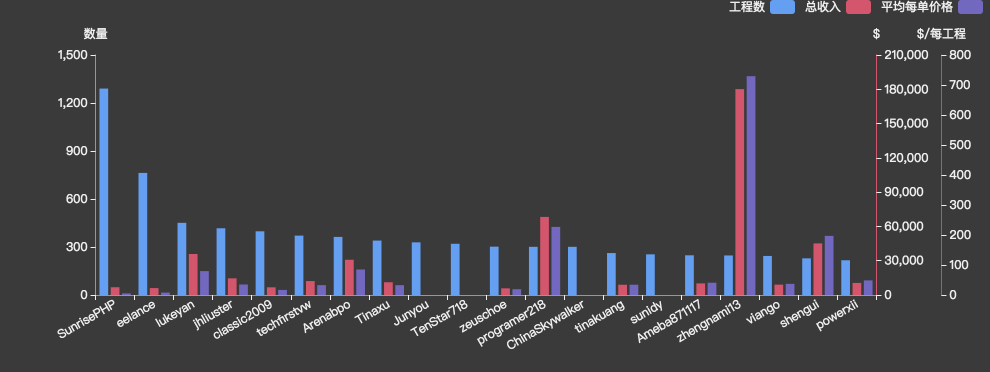 工程数 总收入 平均每单价格
数量 $ $/每工程
1,500 210,000 800
180,000 700
1,200
150,000 600
900 120,000 500
400
90,000
600 300
60,000 200
300
30,000 100
0 0 0
SunrisePHP
eelance
lukeyan
jhliuster
classic2009
techfirstvw
Arenabpo
Tinaxu
Junyou
TenStar718
zeuschoe
programer218
ChinaSkywalker
tinakuang
sunidy
Ameba871117
zhengnami13
viango
shengui
powerxii